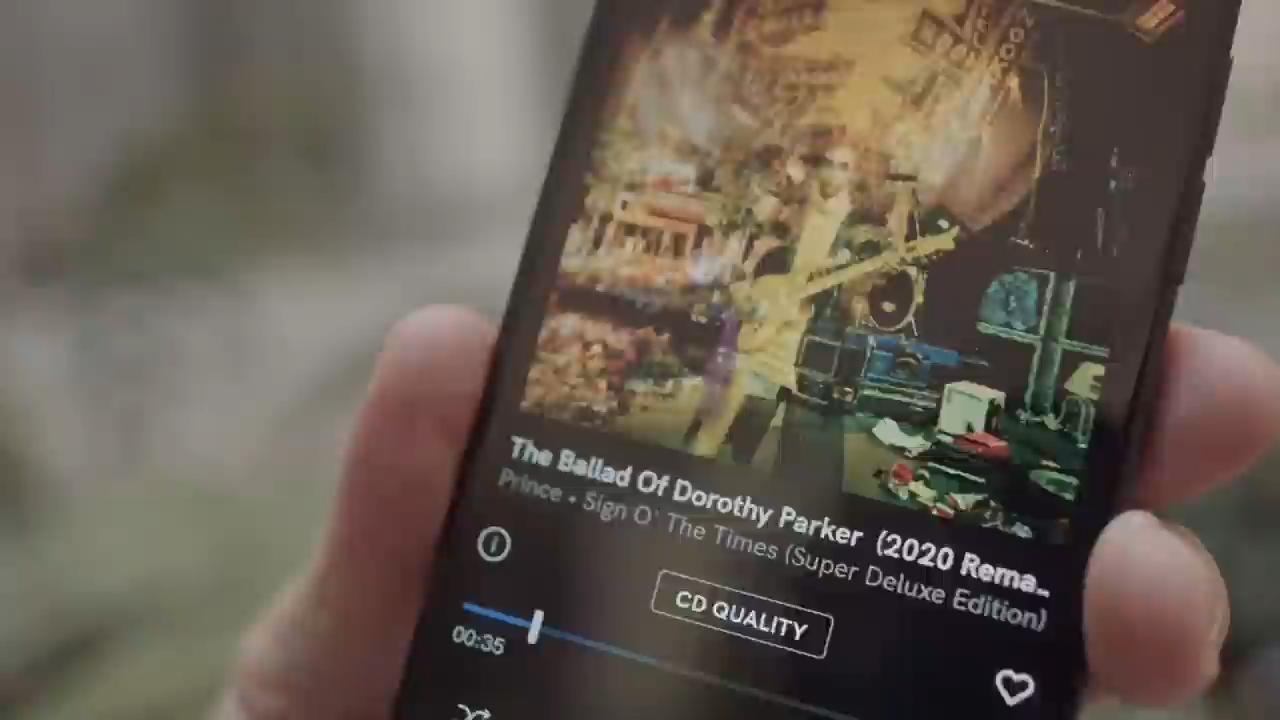 The Ballad Of Dorothy Parker (2020 Rema...
Prince • Sign O' The Times (Super Deluxe Edition)
CD QUALITY
00:35